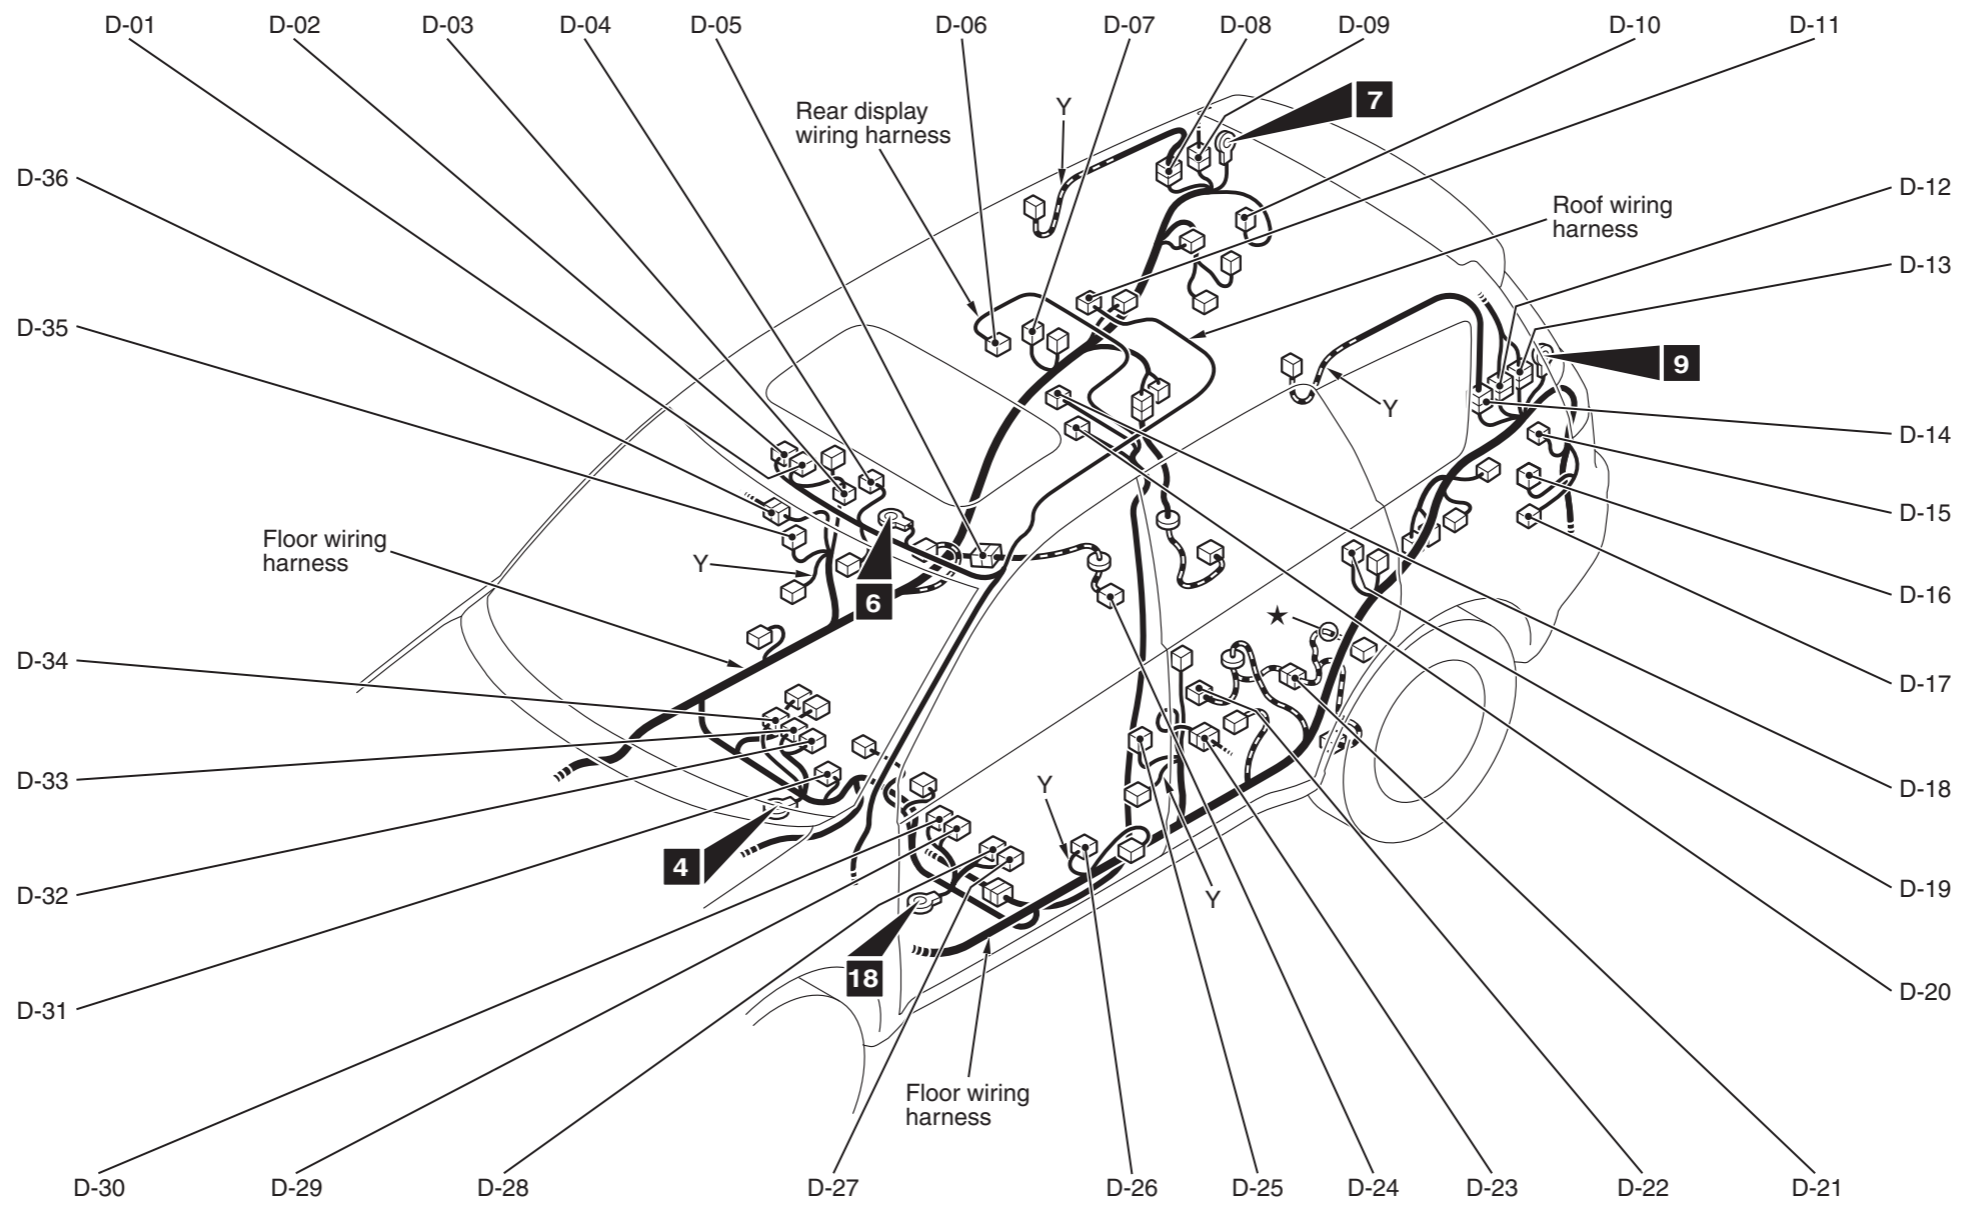 D-01 D-02 D-03 D-04 D-05 D-06 D-07 D-08 D-09 D-10 D-11
7
Y
Rear display
wiring harness
D-36
D-12
Roof wiring
harness
D-13
D-35
9
Y
D-14
D-15
Floor wiring
harness
Y
D-16
6
★
D-34
D-17
D-33
D-18
Y
4
D-32
D-19
Y
18
D-20
D-31
Floor wiring
harness
D-30 D-29 D-28 D-27 D-26 D-25 D-24 D-23 D-22 D-21